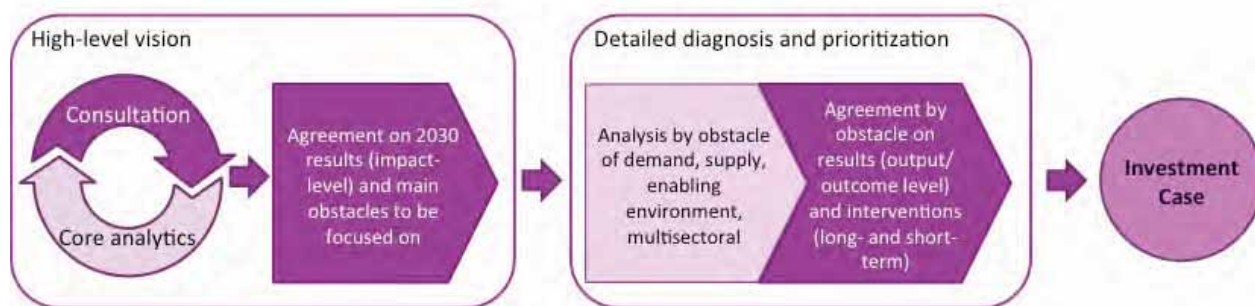 High-level vision
Consultation
Core analytics
Agreement on 2030
results (impact-
level) and main
obstacles to be
focused on
Detailed diagnosis and prioritization
Analysis by obstacle
of demand, supply,
enabling
environment,
multisectoral
Agreement by
obstacle on
results (output/
outcome level)
and interventions
(long- and short-
term)
Investment
Case